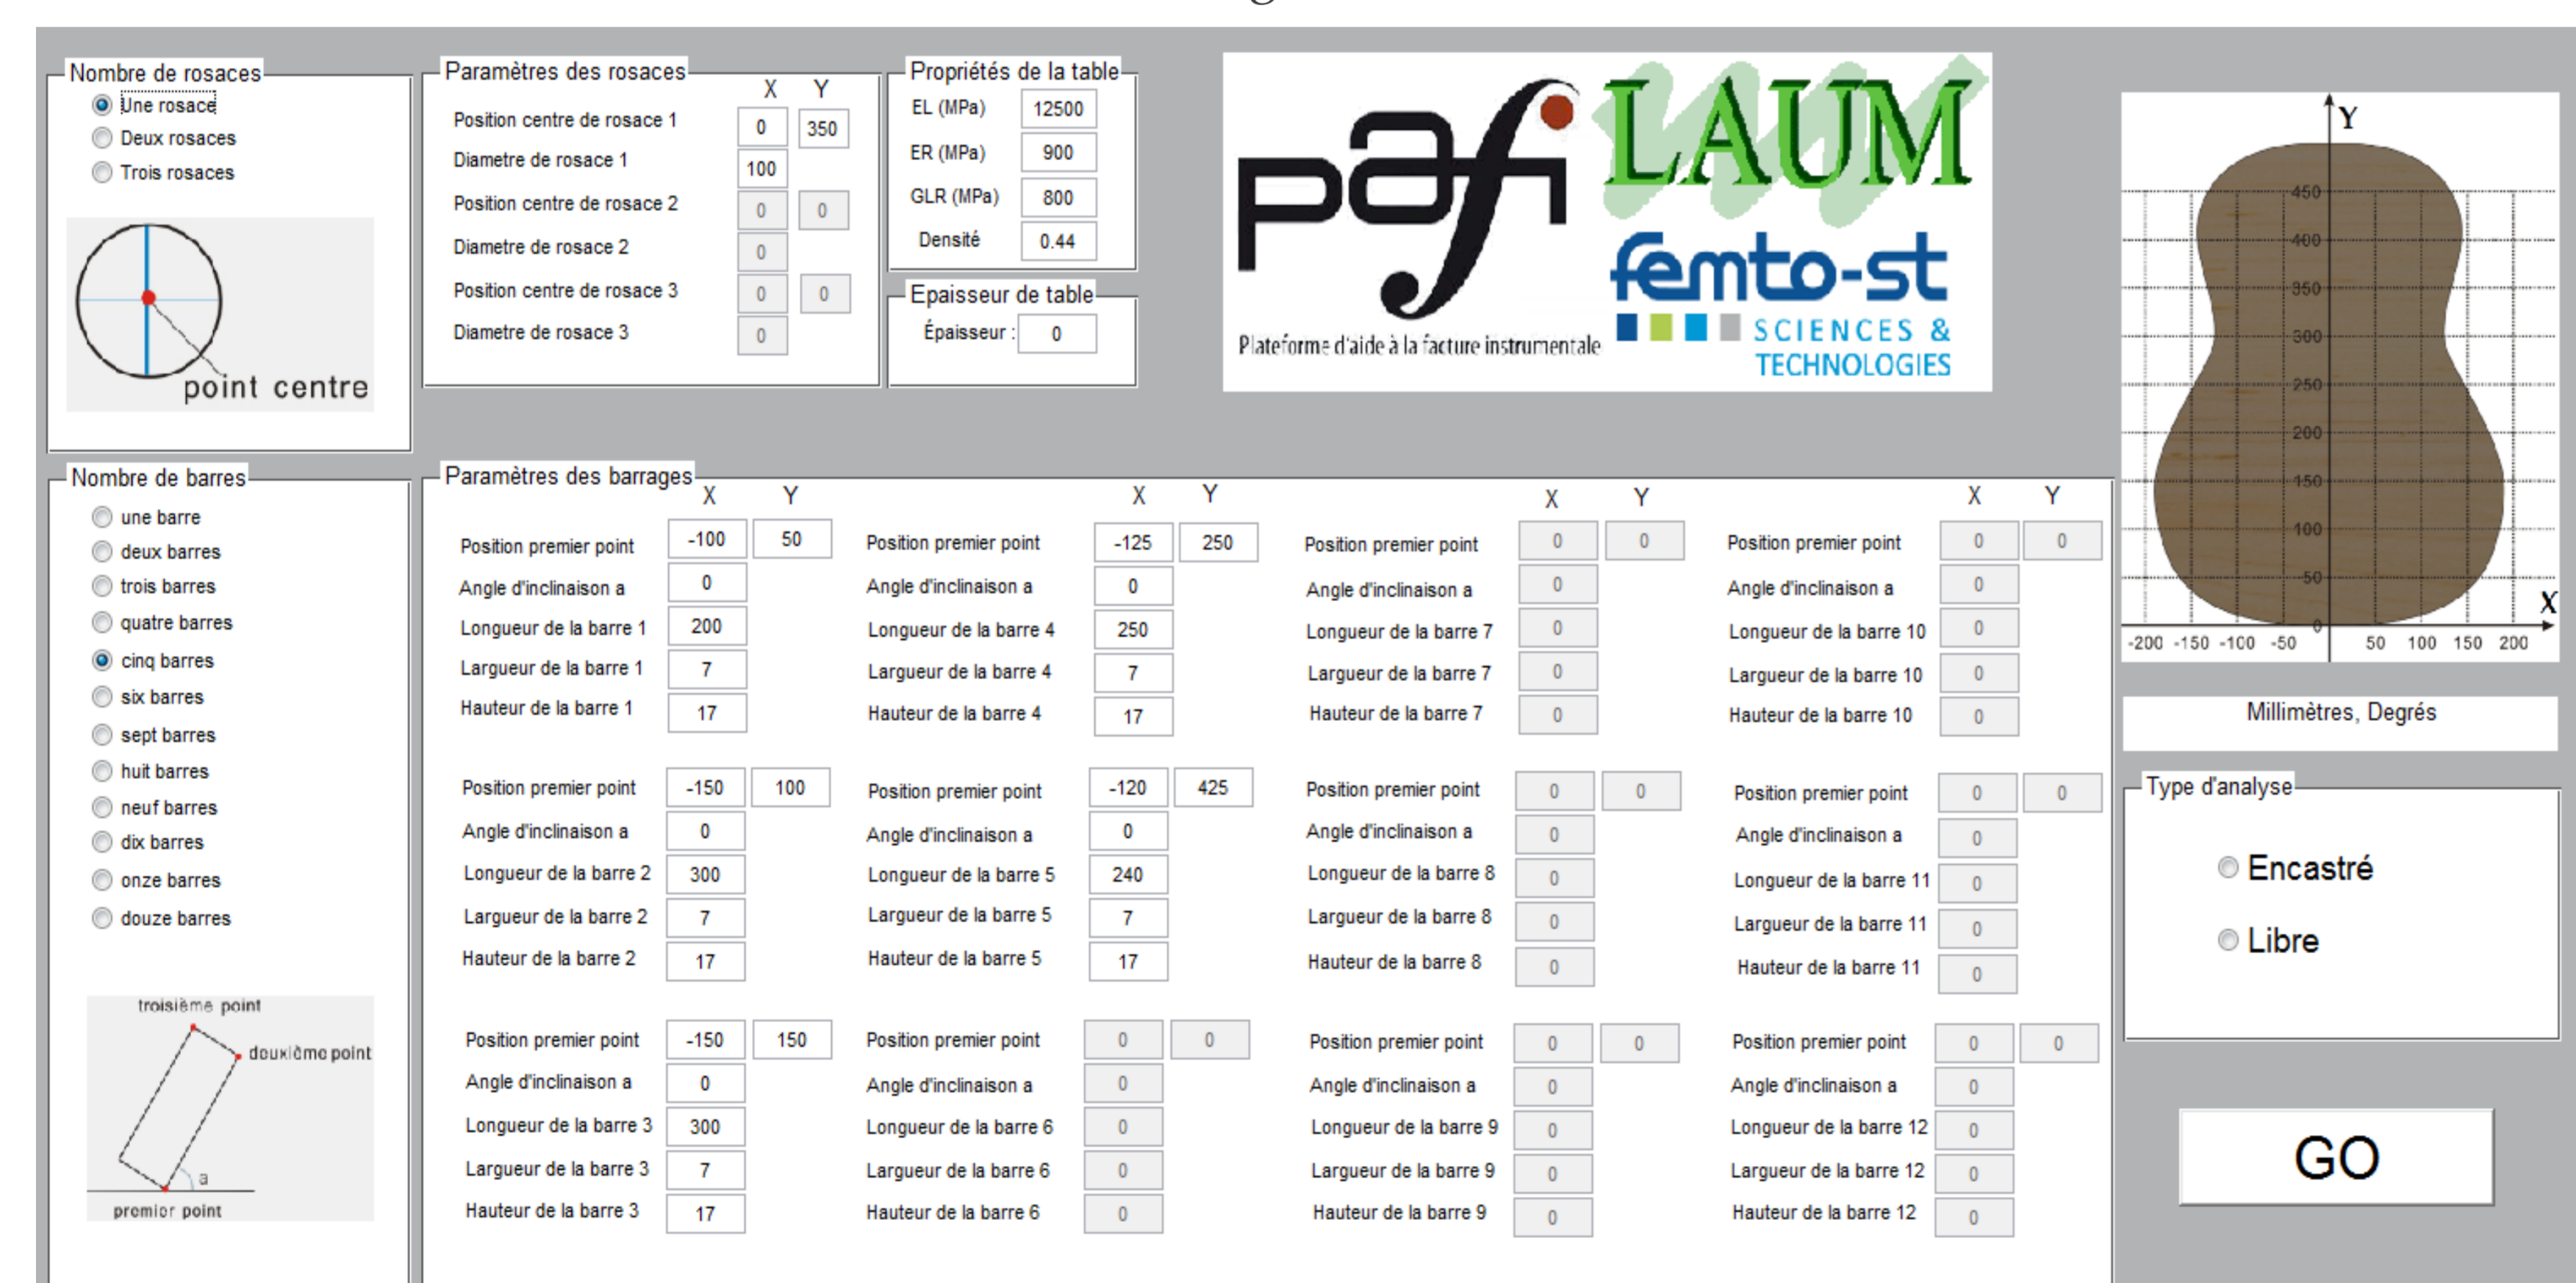 g
Nombre de rosaces
Une rosace
Deux rosaces
Trois rosaces
point centre
Paramètres des rosaces
X Y
Position centre de rosace 1 0 350
Diametre de rosace 1 100
Position centre de rosace 2 0 0
Diametre de rosace 2 0
Position centre de rosace 3 0 0
Diametre de rosace 3 0
Propriétés de la table
EL (MPa) 12500
ER (MPa) 900
GLR (MPa) 800
Densité 0.44
Epaisseur de table
Épaisseur : 0
pafi
Plateforme d'aide à la facture instrumentale
LAUM
femto-st
SCIENCES &
TECHNOLOGIES
Y
450
400
350
300
250
200
150
100
50
0
X
-200 -150 -100 -50 50 100 150 200
Millimètres, Degrés
Nombre de barres
une barre
deux barres
trois barres
quatre barres
cinq barres
six barres
sept barres
huit barres
neuf barres
dix barres
onze barres
douze barres
troisième point
deuxième point
a
premier point
Paramètres des barrages
X Y X Y X Y X Y
Position premier point -100 50
Angle d'inclinaison a 0
Longueur de la barre 1 200
Largueur de la barre 1 7
Hauteur de la barre 1 17
Position premier point -150 100
Angle d'inclinaison a 0
Longueur de la barre 2 300
Largueur de la barre 2 7
Hauteur de la barre 2 17
Position premier point -150 150
Angle d'inclinaison a 0
Longueur de la barre 3 300
Largueur de la barre 3 7
Hauteur de la barre 3 17
Position premier point -125 250
Angle d'inclinaison a 0
Longueur de la barre 4 250
Largueur de la barre 4 7
Hauteur de la barre 4 17
Position premier point -120 425
Angle d'inclinaison a 0
Longueur de la barre 5 240
Largueur de la barre 5 7
Hauteur de la barre 5 17
Position premier point 0 0
Angle d'inclinaison a 0
Longueur de la barre 6 0
Largueur de la barre 6 0
Hauteur de la barre 6 0
Position premier point 0 0
Angle d'inclinaison a 0
Longueur de la barre 7 0
Largueur de la barre 7 0
Hauteur de la barre 7 0
Position premier point 0 0
Angle d'inclinaison a 0
Longueur de la barre 8 0
Largueur de la barre 8 0
Hauteur de la barre 8 0
Position premier point 0 0
Angle d'inclinaison a 0
Longueur de la barre 9 0
Largueur de la barre 9 0
Hauteur de la barre 9 0
Position premier point 0 0
Angle d'inclinaison a 0
Longueur de la barre 10 0
Largueur de la barre 10 0
Hauteur de la barre 10 0
Position premier point 0 0
Angle d'inclinaison a 0
Longueur de la barre 11 0
Largueur de la barre 11 0
Hauteur de la barre 11 0
Position premier point 0 0
Angle d'inclinaison a 0
Longueur de la barre 12 0
Largueur de la barre 12 0
Hauteur de la barre 12 0
Type d'analyse
Encastré
Libre
GO